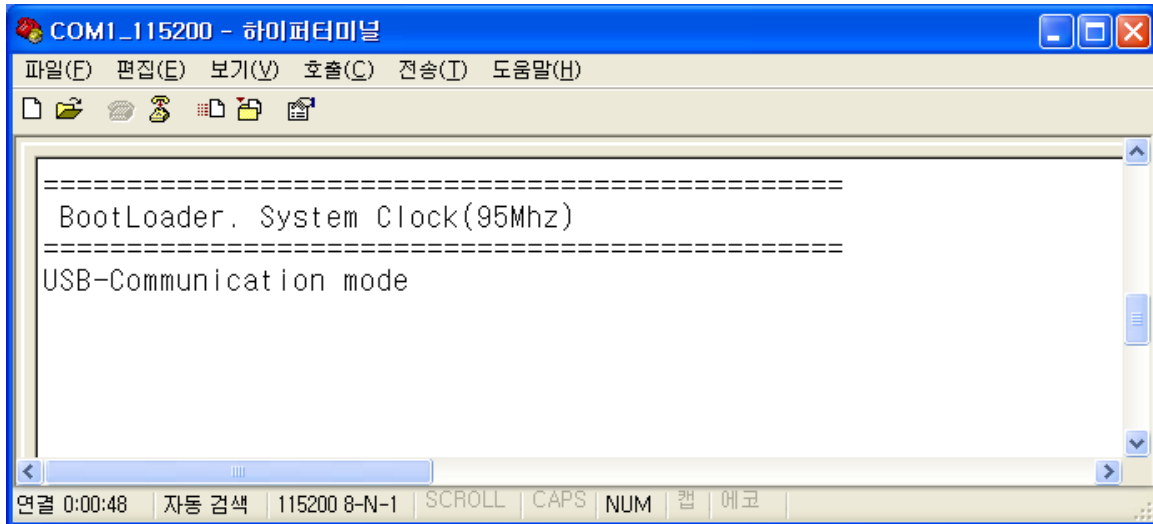 COM1_115200 - 하이퍼터미널
파일(F) 편집(E) 보기(V) 호출(C) 전송(T) 도움말(H)
================================================
BootLoader. System Clock(95Mhz)
================================================
USB-Communication mode
연결 0:00:48 자동 검색 115200 8-N-1 SCROLL CAPS NUM 캡 에코